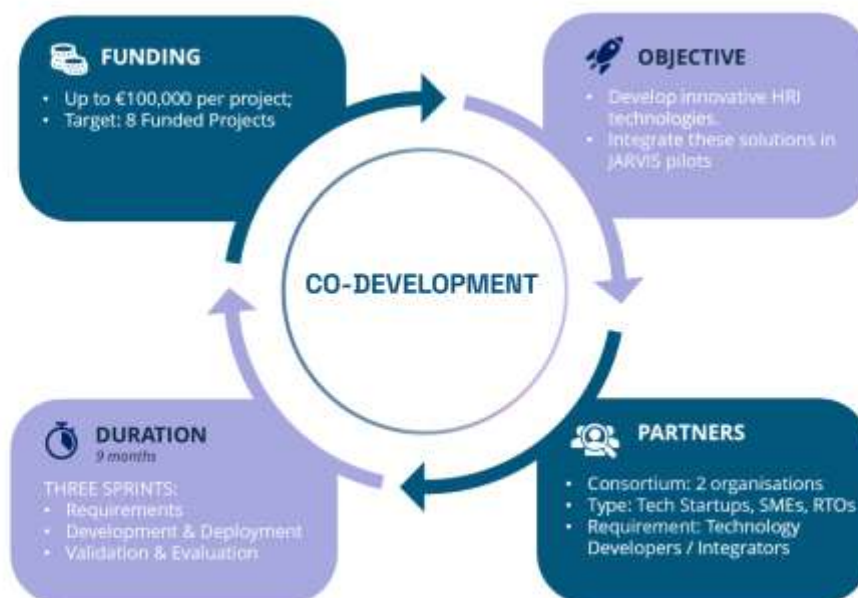 FUNDING
• Up to €100,000 per project;
• Target: 8 Funded Projects
OBJECTIVE
• Develop innovative HRI
technologies.
• Integrate these solutions in
JARVIS pilots
CO-DEVELOPMENT
DURATION
9 months
THREE SPRINTS:
• Requirements
• Development & Deployment
• Validation & Evaluation
PARTNERS
• Consortium: 2 organisations
• Type: Tech Startups, SMEs, RTOs
• Requirement: Technology
Developers / Integrators